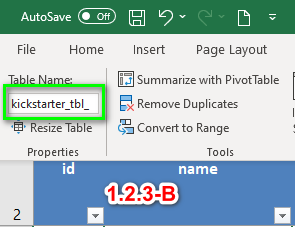 AutoSave Off
File Home Insert Page Layout
Table Name: Summarize with PivotTable
kickstarter_tbl_ Remove Duplicates
Resize Table Convert to Range
Properties Tools
id name
1.2.3-B
2